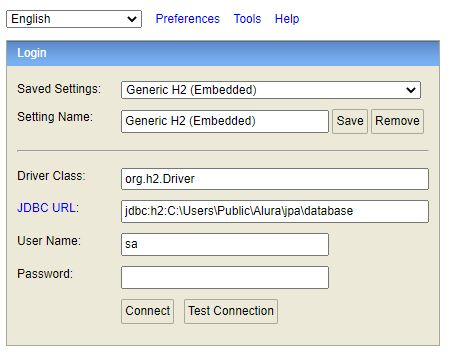 English Preferences Tools Help
Login
Saved Settings: Generic H2 (Embedded)
Setting Name: Generic H2 (Embedded) Save Remove
Driver Class: org.h2.Driver
JDBC URL: jdbc:h2:C:\Users\Public\Alura\jpa\database
User Name: sa
Password:
Connect Test Connection